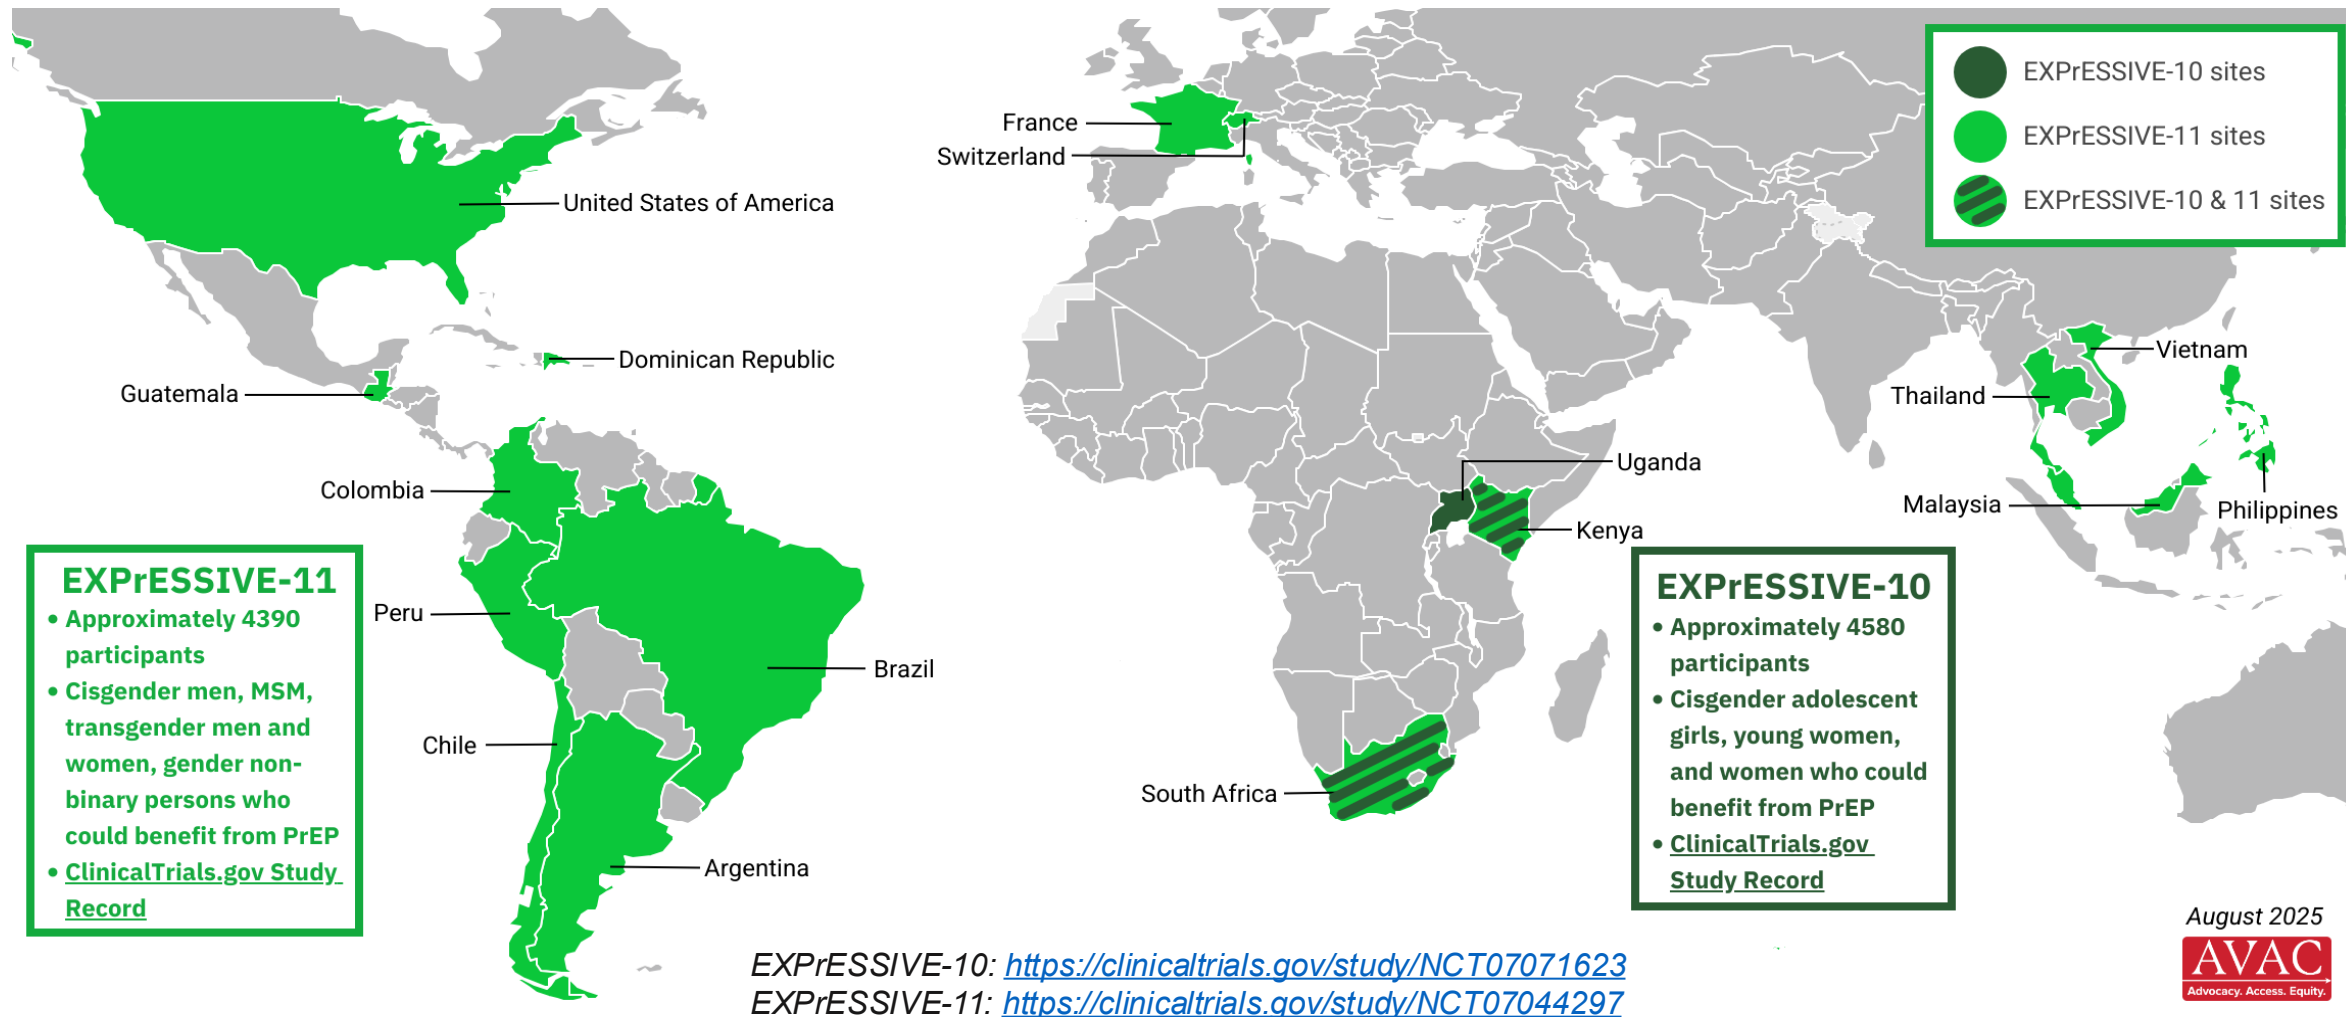 EXPrESSIVE-10 sites
EXPrESSIVE-11 sites
EXPrESSIVE-10 & 11 sites
France
Switzerland
United States of America
Dominican Republic
Guatemala
Vietnam
Thailand
Uganda
Colombia
Malaysia
Philippines
Kenya
Peru
Brazil
Chile
South Africa
Argentina
EXPrESSIVE-11
• Approximately 4390
participants
• Cisgender men, MSM,
transgender men and
women, gender non-
binary persons who
could benefit from PrEP
• ClinicalTrials.gov Study
Record
EXPrESSIVE-10
• Approximately 4580
participants
• Cisgender adolescent
girls, young women,
and women who could
benefit from PrEP
• ClinicalTrials.gov
Study Record
EXPrESSIVE-10: https://clinicaltrials.gov/study/NCT07071623
EXPrESSIVE-11: https://clinicaltrials.gov/study/NCT07044297
August 2025
AVAC
Advocacy. Access. Equity.